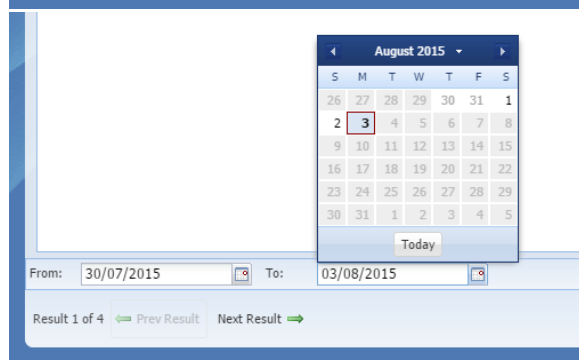 August 2015
S M T W T F S
26 27 28 29 30 31 1
2 3 4 5 6 7 8
9 10 11 12 13 14 15
16 17 18 19 20 21 22
23 24 25 26 27 28 29
30 31 1 2 3 4 5
Today
From: 30/07/2015 To: 03/08/2015
Result 1 of 4 Prev Result Next Result